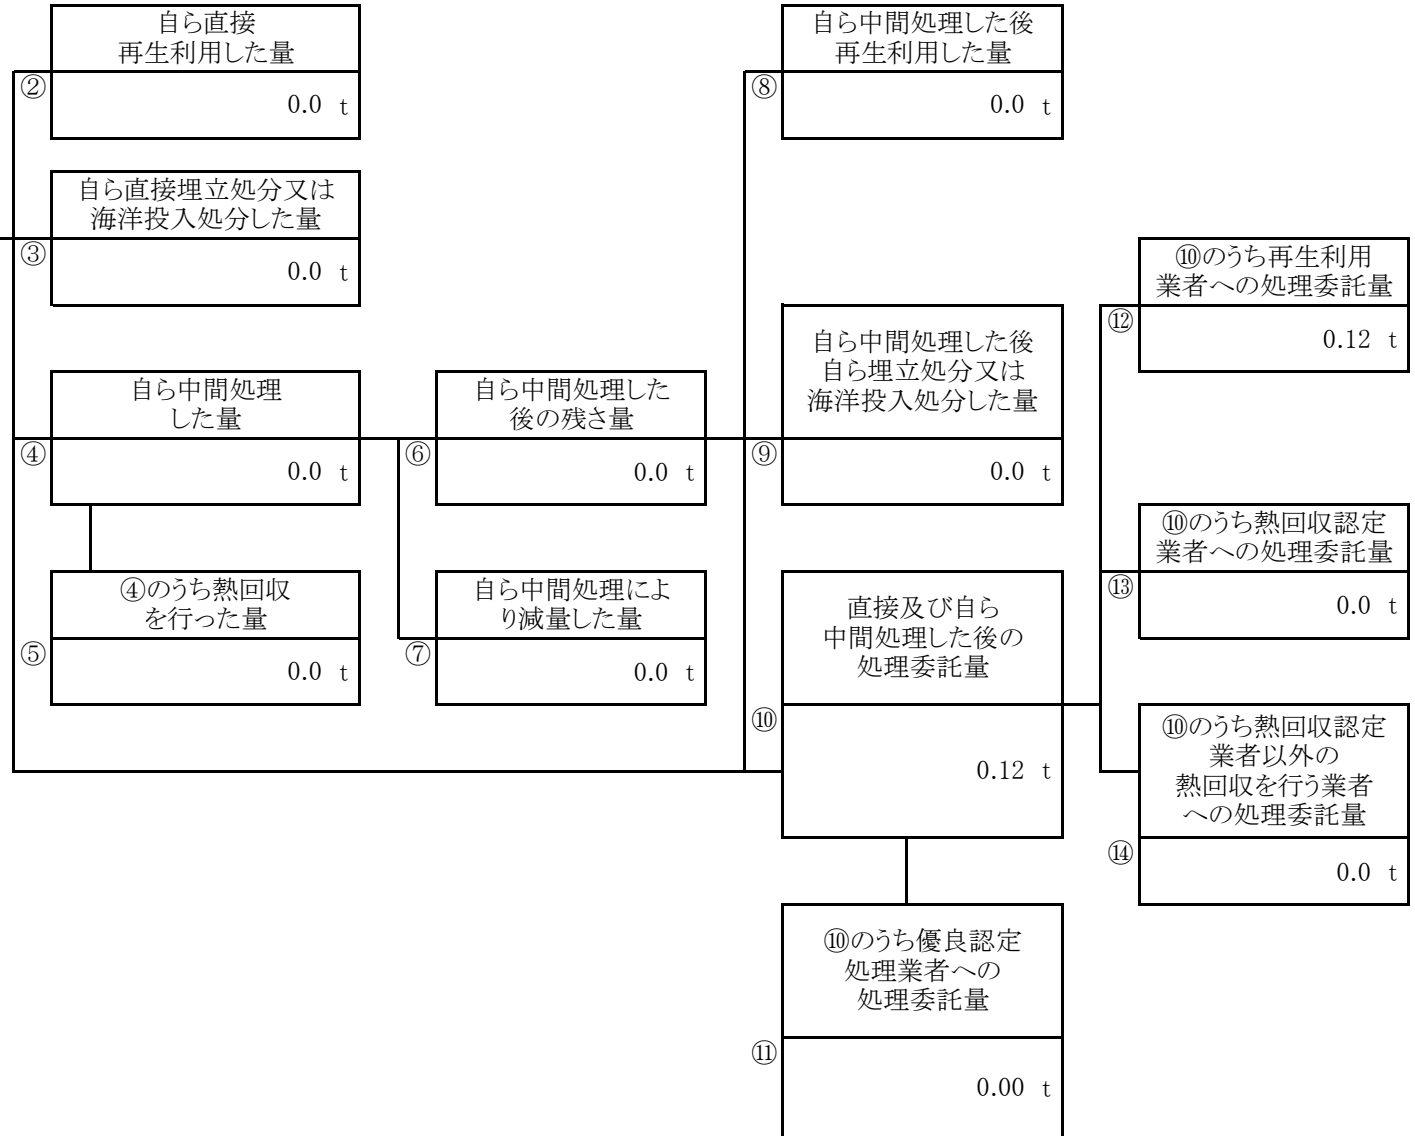 自ら直接
再生利用した量
②
0.0 t
自ら直接埋立処分又は
海洋投入処分した量
③
0.0 t
自ら中間処理
した量
④
0.0 t
④のうち熱回収
を行った量
⑤
0.0 t
自ら中間処理した
後の残さ量
⑥
0.0 t
自ら中間処理によ
り減量した量
⑦
0.0 t
自ら中間処理した後
再生利用した量
⑧
0.0 t
自ら中間処理した後
自ら埋立処分又は
海洋投入処分した量
⑨
0.0 t
直接及び自ら
中間処理した後の
処理委託量
⑩
0.12 t
⑩のうち優良認定
処理業者への
処理委託量
⑪
0.00 t
⑩のうち再生利用
業者への処理委託量
⑫
0.12 t
⑩のうち熱回収認定
業者への処理委託量
⑬
0.0 t
⑩のうち熱回収認定
業者以外の
熱回収を行う業者
への処理委託量
⑭
0.0 t